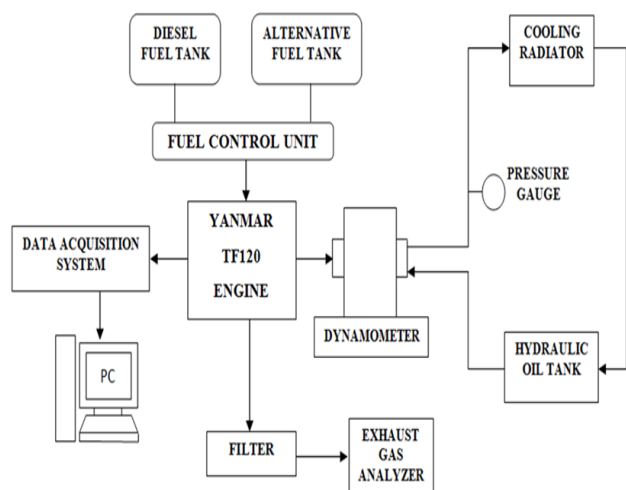 DIESEL
FUEL TANK
ALTERNATIVE
FUEL TANK
COOLING
RADIATOR
FUEL CONTROL UNIT
PRESSURE
GAUGE
YANMAR
TF120
ENGINE
DATA ACQUISITION
SYSTEM
DYNAMOMETER
HYDRAULIC
OIL TANK
PC
FILTER
EXHAUST
GAS
ANALYZER